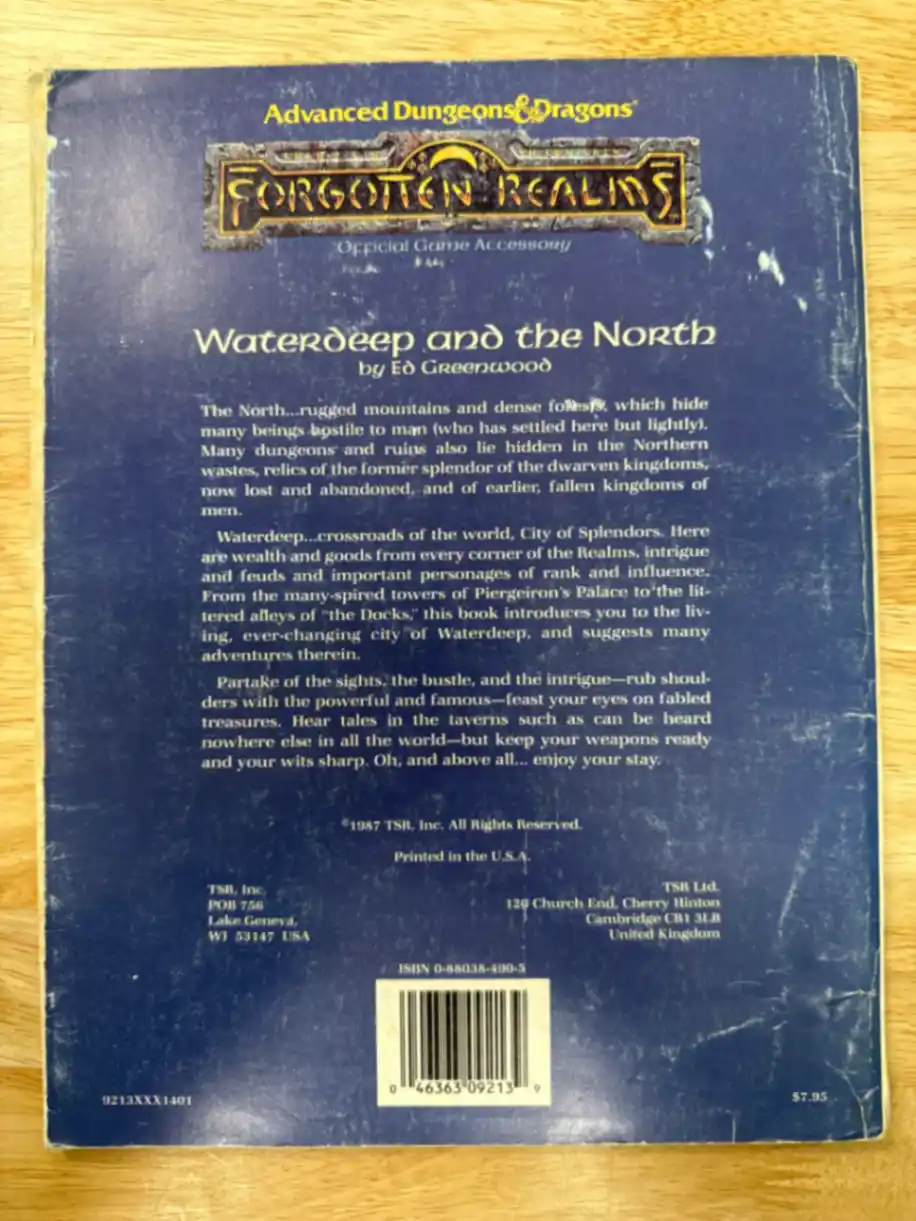 Advanced Dungeons & Dragons®
FORGOTTEN REALMS
Official Game Accessory
Waterdeep and the North
by Ed Greenwood
The North...rugged mountains and dense forests, which hide
many beings hostile to man (who has settled here but lightly).
Many dungeons and ruins also lie hidden in the Northern
wastes, relics of the former splendor of the dwarven kingdoms,
now lost and abandoned, and of earlier, fallen kingdoms of
men.
Waterdeep...crossroads of the world, City of Splendors. Here
are wealth and goods from every corner of the Realms, intrigue
and feuds and important personages of rank and influence.
From the many-spired towers of Piergeiron's Palace to the lit-
tered alleys of "the Docks," this book introduces you to the liv-
ing, ever-changing city of Waterdeep, and suggests many
adventures therein.
Partake of the sights, the bustle, and the intrigue—rub shoul-
ders with the powerful and famous—feast your eyes on fabled
treasures. Hear tales in the taverns such as can be heard
nowhere else in all the world—but keep your weapons ready
and your wits sharp. Oh, and above all... enjoy your stay.
©1987 TSR, Inc. All Rights Reserved.
Printed in the U.S.A.
TSR, Inc.
POB 756
Lake Geneva,
WI 53147 USA
TSR Ltd.
120 Church End, Cherry Hinton
Cambridge CB1 3LB
United Kingdom
ISBN 0-88038-490-5
0 46363 09213 9
9213XXX1401
$7.95